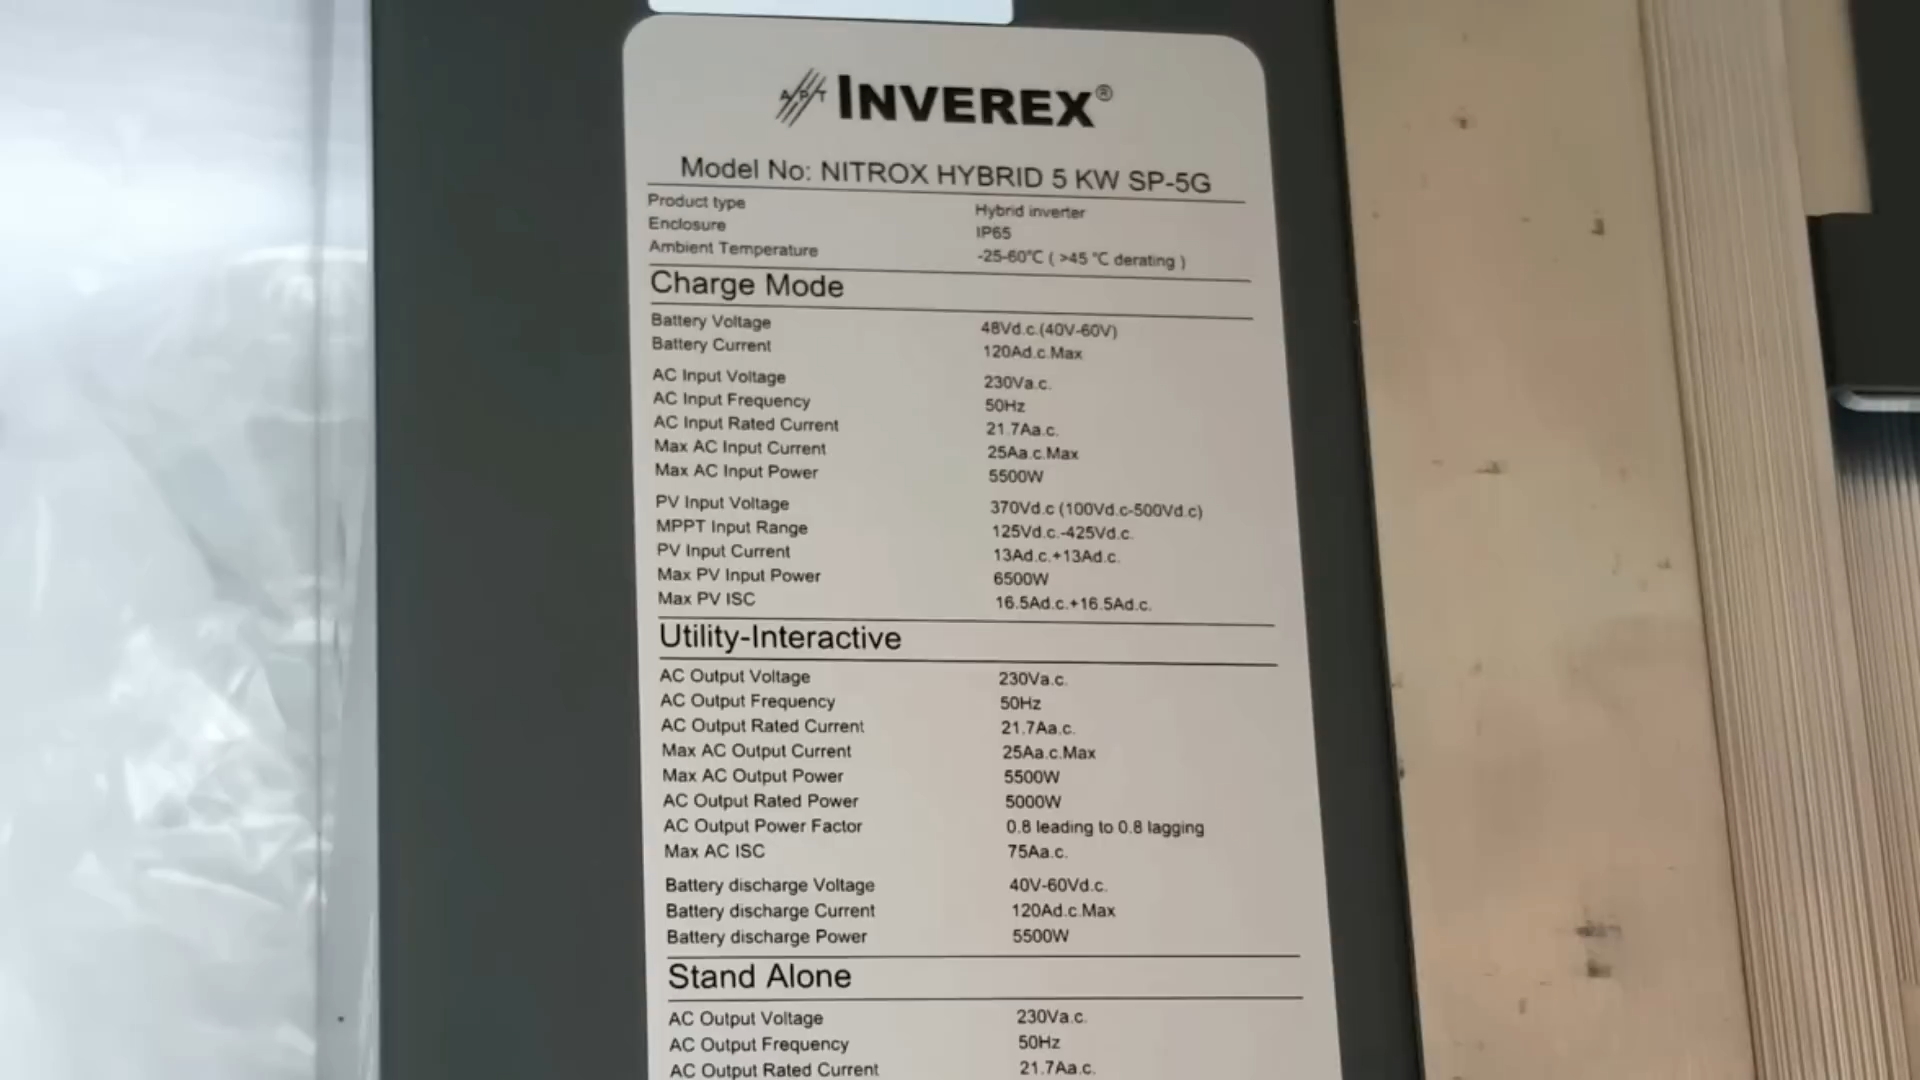 APT INVEREX®
Model No: NITROX HYBRID 5 KW SP-5G
Product type Hybrid inverter
Enclosure IP65
Ambient Temperature -25-60°C ( >45 °C derating )
Charge Mode
Battery Voltage 48Vd.c.(40V-60V)
Battery Current 120Ad.c.Max
AC Input Voltage 230Va.c.
AC Input Frequency 50Hz
AC Input Rated Current 21.7Aa.c.
Max AC Input Current 25Aa.c.Max
Max AC Input Power 5500W
PV Input Voltage 370Vd.c (100Vd.c-500Vd.c)
MPPT Input Range 125Vd.c.-425Vd.c.
PV Input Current 13Ad.c.+13Ad.c.
Max PV Input Power 6500W
Max PV ISC 16.5Ad.c.+16.5Ad.c.
Utility-Interactive
AC Output Voltage 230Va.c.
AC Output Frequency 50Hz
AC Output Rated Current 21.7Aa.c.
Max AC Output Current 25Aa.c.Max
Max AC Output Power 5500W
AC Output Rated Power 5000W
AC Output Power Factor 0.8 leading to 0.8 lagging
Max AC ISC 75Aa.c.
Battery discharge Voltage 40V-60Vd.c.
Battery discharge Current 120Ad.c.Max
Battery discharge Power 5500W
Stand Alone
AC Output Voltage 230Va.c.
AC Output Frequency 50Hz
AC Output Rated Current 21.7Aa.c.